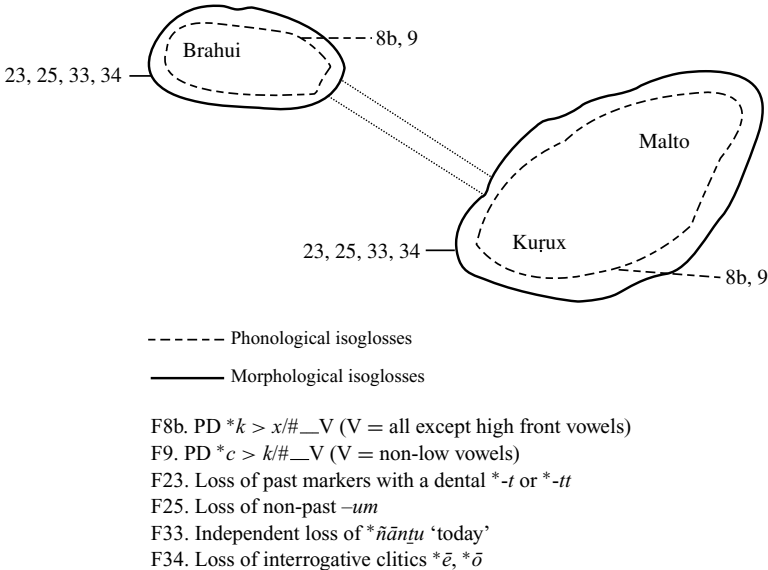 Brahui
8b, 9
23, 25, 33, 34
Malto
Kuṛux
23, 25, 33, 34
8b, 9
Phonological isoglosses
Morphological isoglosses
F8b. PD *k > x/#__V (V = all except high front vowels)
F9. PD *c > k/#__V (V = non-low vowels)
F23. Loss of past markers with a dental *-t or *-tt
F25. Loss of non-past –um
F33. Independent loss of *ñānṯu ‘today’
F34. Loss of interrogative clitics *ē, *ō